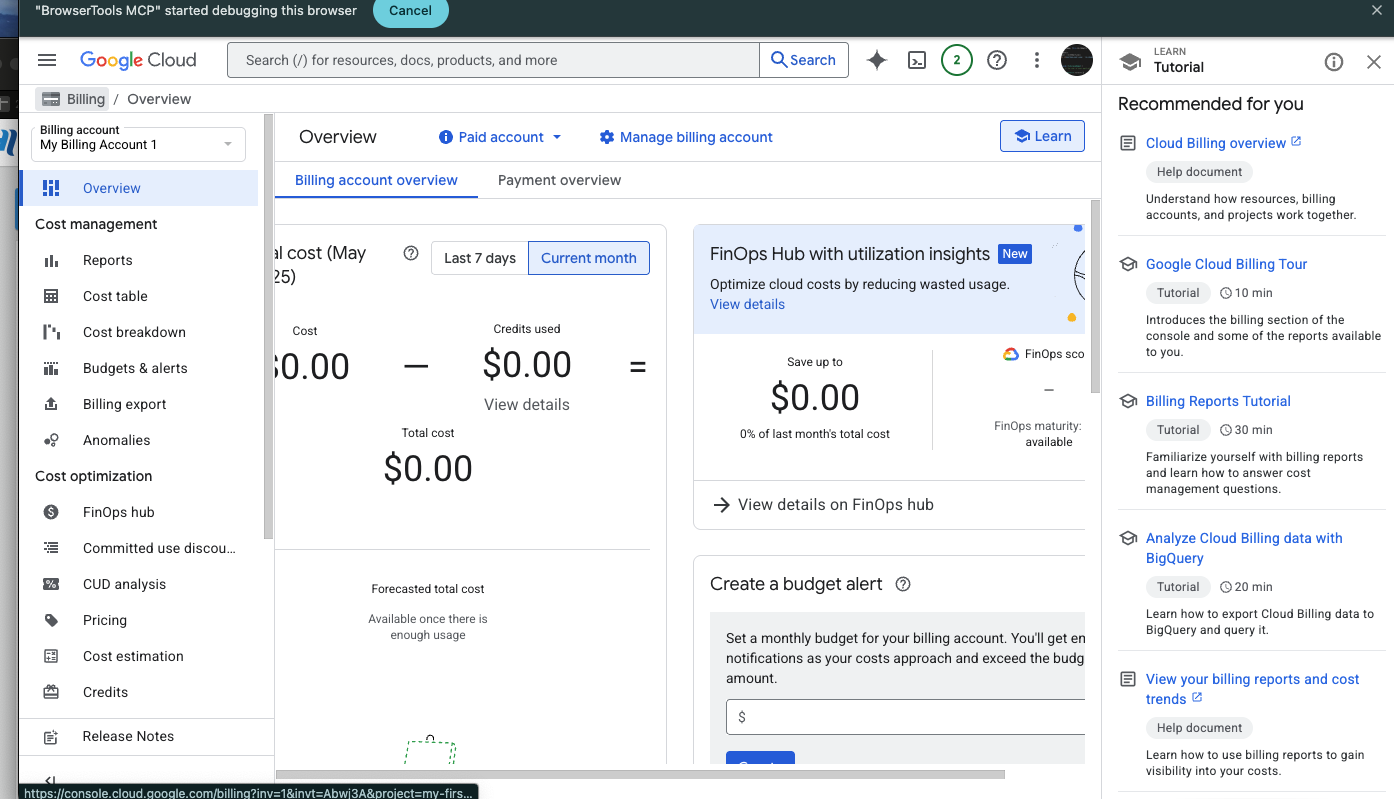 "BrowserTools MCP" started debugging this browser
Cancel
Google Cloud
Search (/) for resources, docs, products, and more
Search
2
LEARN
Tutorial
Billing / Overview
Billing account
My Billing Account 1
Overview
Cost management
Reports
Cost table
Cost breakdown
Budgets & alerts
Billing export
Anomalies
Cost optimization
FinOps hub
Committed use discou...
CUD analysis
Pricing
Cost estimation
Credits
Release Notes
https://console.cloud.google.com/billing?inv=1&invt=Abwj3A&project=my-firs...
Overview
Paid account
Manage billing account
Learn
Billing account overview
Payment overview
al cost (May
25)
Last 7 days
Current month
Cost
$0.00
—
Credits used
$0.00
View details
=
Total cost
$0.00
Forecasted total cost
Available once there is
enough usage
FinOps Hub with utilization insights New
Optimize cloud costs by reducing wasted usage.
View details
Save up to
$0.00
0% of last month's total cost
FinOps sco
–
FinOps maturity:
available
View details on FinOps hub
Create a budget alert
Set a monthly budget for your billing account. You'll get en
notifications as your costs approach and exceed the budg
amount.
$
Recommended for you
Cloud Billing overview
Help document
Understand how resources, billing
accounts, and projects work together.
Google Cloud Billing Tour
Tutorial 10 min
Introduces the billing section of the
console and some of the reports available
to you.
Billing Reports Tutorial
Tutorial 30 min
Familiarize yourself with billing reports
and learn how to answer cost
management questions.
Analyze Cloud Billing data with
BigQuery
Tutorial 20 min
Learn how to export Cloud Billing data to
BigQuery and query it.
View your billing reports and cost
trends
Help document
Learn how to use billing reports to gain
visibility into your costs.